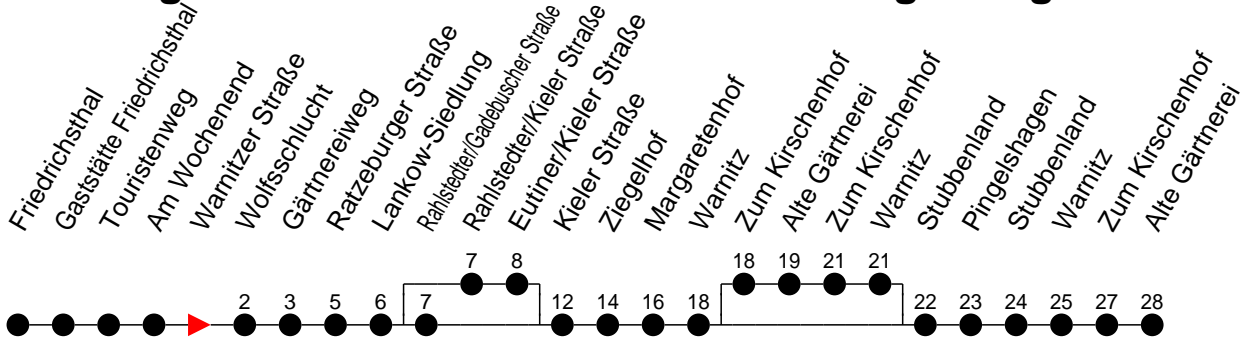 Friedrichsthal
Gaststätte Friedrichsthal
Touristenweg
Am Wochenend
Warnitzer Straße
Wolfsschlucht
Gärtnereiweg
Ratzeburger Straße
Lankow-Siedlung
Rahlstedter/Gadebuscher Straße
Rahlstedter/Kieler Straße
Eutiner/Kieler Straße
Kieler Straße
Ziegelhof
Margaretenhof
Warnitz
Zum Kirschenhof
Alte Gärtnerei
Zum Kirschenhof
Warnitz
Stubbenland
Pingelshagen
Stubbenland
Warnitz
Zum Kirschenhof
Alte Gärtnerei
7 8 18 19 21 21
2 3 5 6 7 12 14 16 18 22 23 24 25 27 28